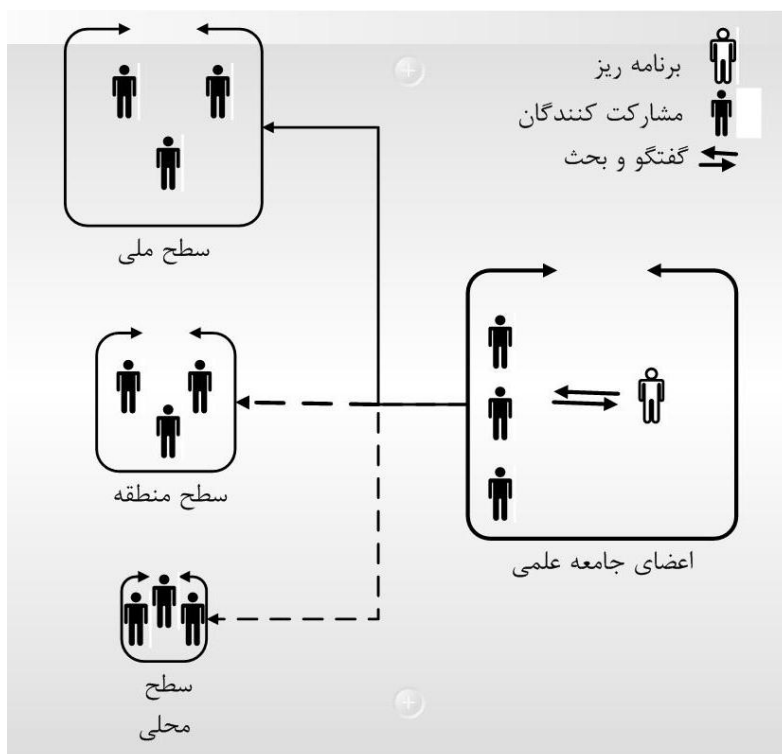 برنامه ریز
مشارکت کنندگان
گفتگو و بحث
سطح ملی
سطح منطقه
اعضای جامعه علمی
سطح
محلی